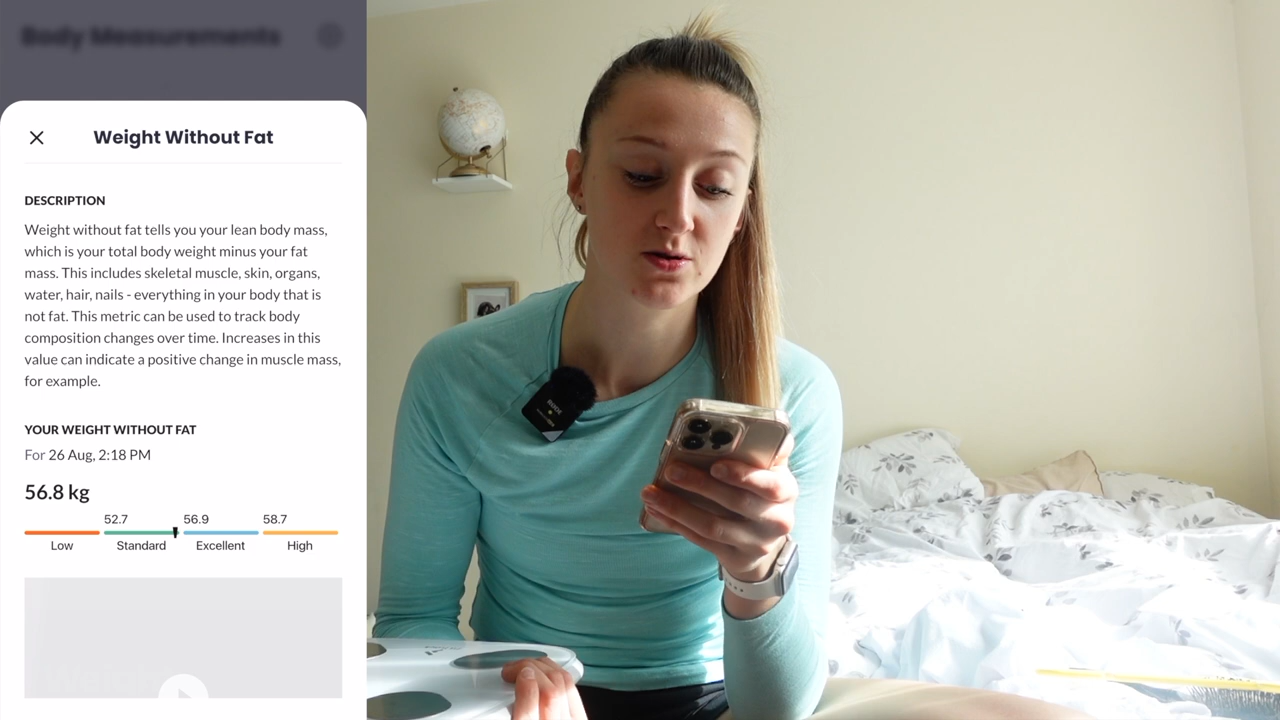 Body Measurements
Weight Without Fat
DESCRIPTION
Weight without fat tells you your lean body mass,
which is your total body weight minus your fat
mass. This includes skeletal muscle, skin, organs,
water, hair, nails - everything in your body that is
not fat. This metric can be used to track body
composition changes over time. Increases in this
value can indicate a positive change in muscle mass,
for example.
YOUR WEIGHT WITHOUT FAT
For 26 Aug, 2:18 PM
56.8 kg
52.7 56.9 58.7
Low Standard Excellent High
RODE